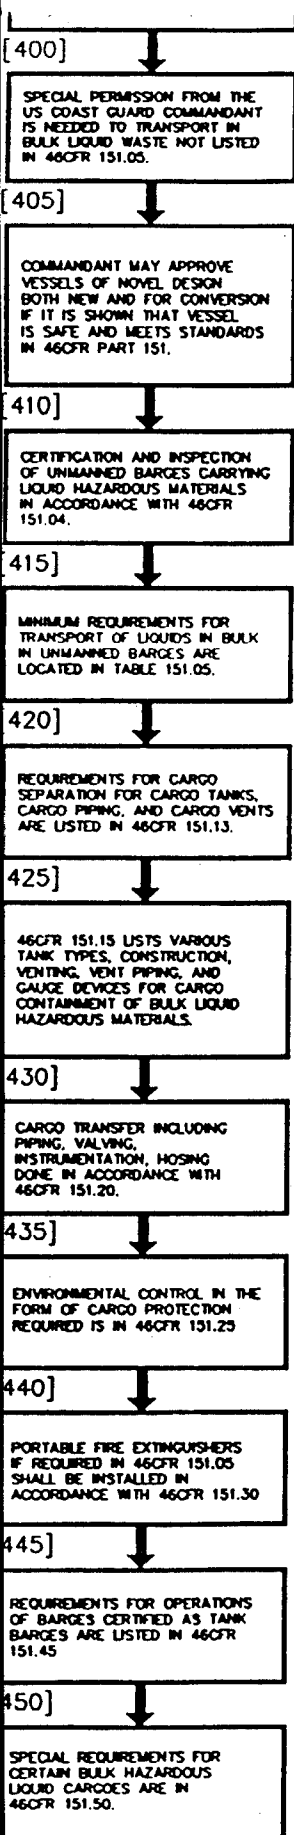 [400]
SPECIAL PERMISSION FROM THE
US COAST GUARD COMMANDANT
IS NEEDED TO TRANSPORT IN
BULK LIQUID WASTE NOT LISTED
IN 46CFR 151.05.
[405]
COMMANDANT MAY APPROVE
VESSELS OF NOVEL DESIGN
BOTH NEW AND FOR CONVERSION
IF IT IS SHOWN THAT VESSEL
IS SAFE AND MEETS STANDARDS
IN 46CFR PART 151.
[410]
CERTIFICATION AND INSPECTION
OF UNMANNED BARGES CARRYING
LIQUID HAZARDOUS MATERIALS
IN ACCORDANCE WITH 46CFR
151.04.
415]
MINIMUM REQUIREMENTS FOR
TRANSPORT OF LIQUIDS IN BULK
IN UNMANNED BARGES ARE
LOCATED IN TABLE 151.05.
420]
REQUIREMENTS FOR CARGO
SEPARATION FOR CARGO TANKS,
CARGO PIPING, AND CARGO VENTS
ARE LISTED IN 46CFR 151.13.
425]
46CFR 151.15 LISTS VARIOUS
TANK TYPES, CONSTRUCTION,
VENTING, VENT PIPING, AND
GAUGE DEVICES FOR CARGO
CONTAINMENT OF BULK LIQUID
HAZARDOUS MATERIALS.
430]
CARGO TRANSFER INCLUDING
PIPING, VALVING,
INSTRUMENTATION, HOSING
DONE IN ACCORDANCE WITH
46CFR 151.20.
435]
ENVIRONMENTAL CONTROL IN THE
FORM OF CARGO PROTECTION
REQUIRED IS IN 46CFR 151.25
440]
PORTABLE FIRE EXTINGUISHERS
IF REQUIRED IN 46CFR 151.05
SHALL BE INSTALLED IN
ACCORDANCE WITH 46CFR 151.30
445]
REQUIREMENTS FOR OPERATIONS
OF BARGES CERTIFIED AS TANK
BARGES ARE LISTED IN 46CFR
151.45
450]
SPECIAL REQUIREMENTS FOR
CERTAIN BULK HAZARDOUS
LIQUID CARGOES ARE IN
46CFR 151.50.